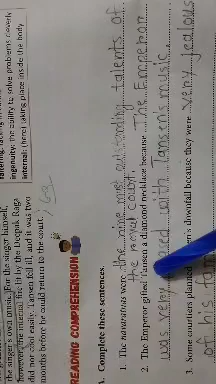 tering:
ingenuity: the ability to solve problems cleverly
internal: (here) taking place inside the body
the singer's own music. For the singer himself,
however, the internal fire lit by the Deepak Raga
did not cool easily. Tansen fell ill, and it was two
months before he could return to the court.
READING COMPREHENSION
A. Complete these sentences.
1. The navaratnas were the nine most outstanding talents of
the royal court.
2. The Emperor gifted Tansen a diamond necklace because The Emperor
was very pleased with Tansen's music.
3. Some courtiers planned Tansen's downfall because they were very jealous
of his